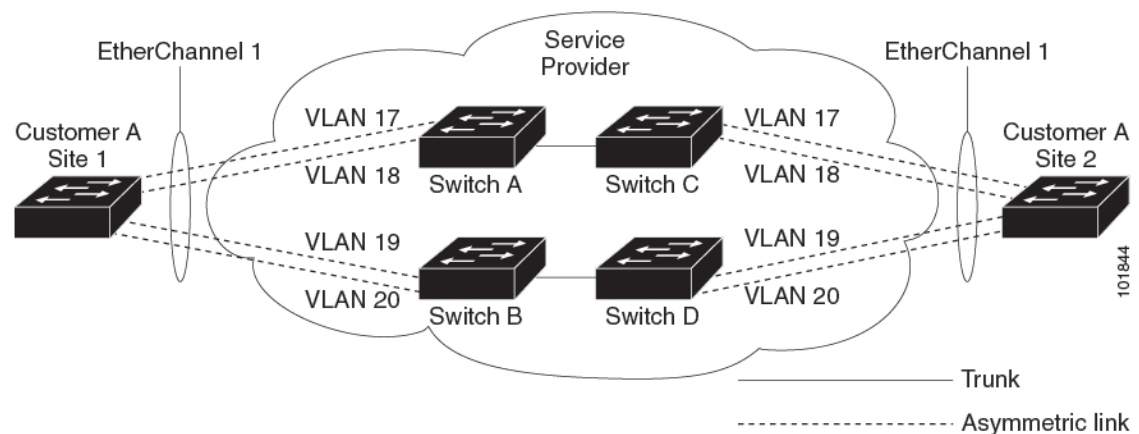 EtherChannel 1
Service
Provider
EtherChannel 1
Customer A
Site 1
VLAN 17
VLAN 18
Switch A
Switch C
VLAN 17
VLAN 18
Customer A
Site 2
VLAN 19
VLAN 20
Switch B
Switch D
VLAN 19
VLAN 20
101844
Trunk
Asymmetric link